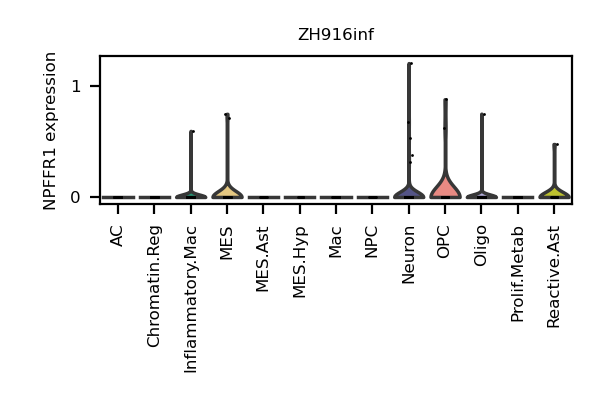 ZH916inf
NPFFR1 expression
1
0
AC
Chromatin.Reg
Inflammatory.Mac
MES
MES.Ast
MES.Hyp
Mac
NPC
Neuron
OPC
Oligo
Prolif.Metab
Reactive.Ast